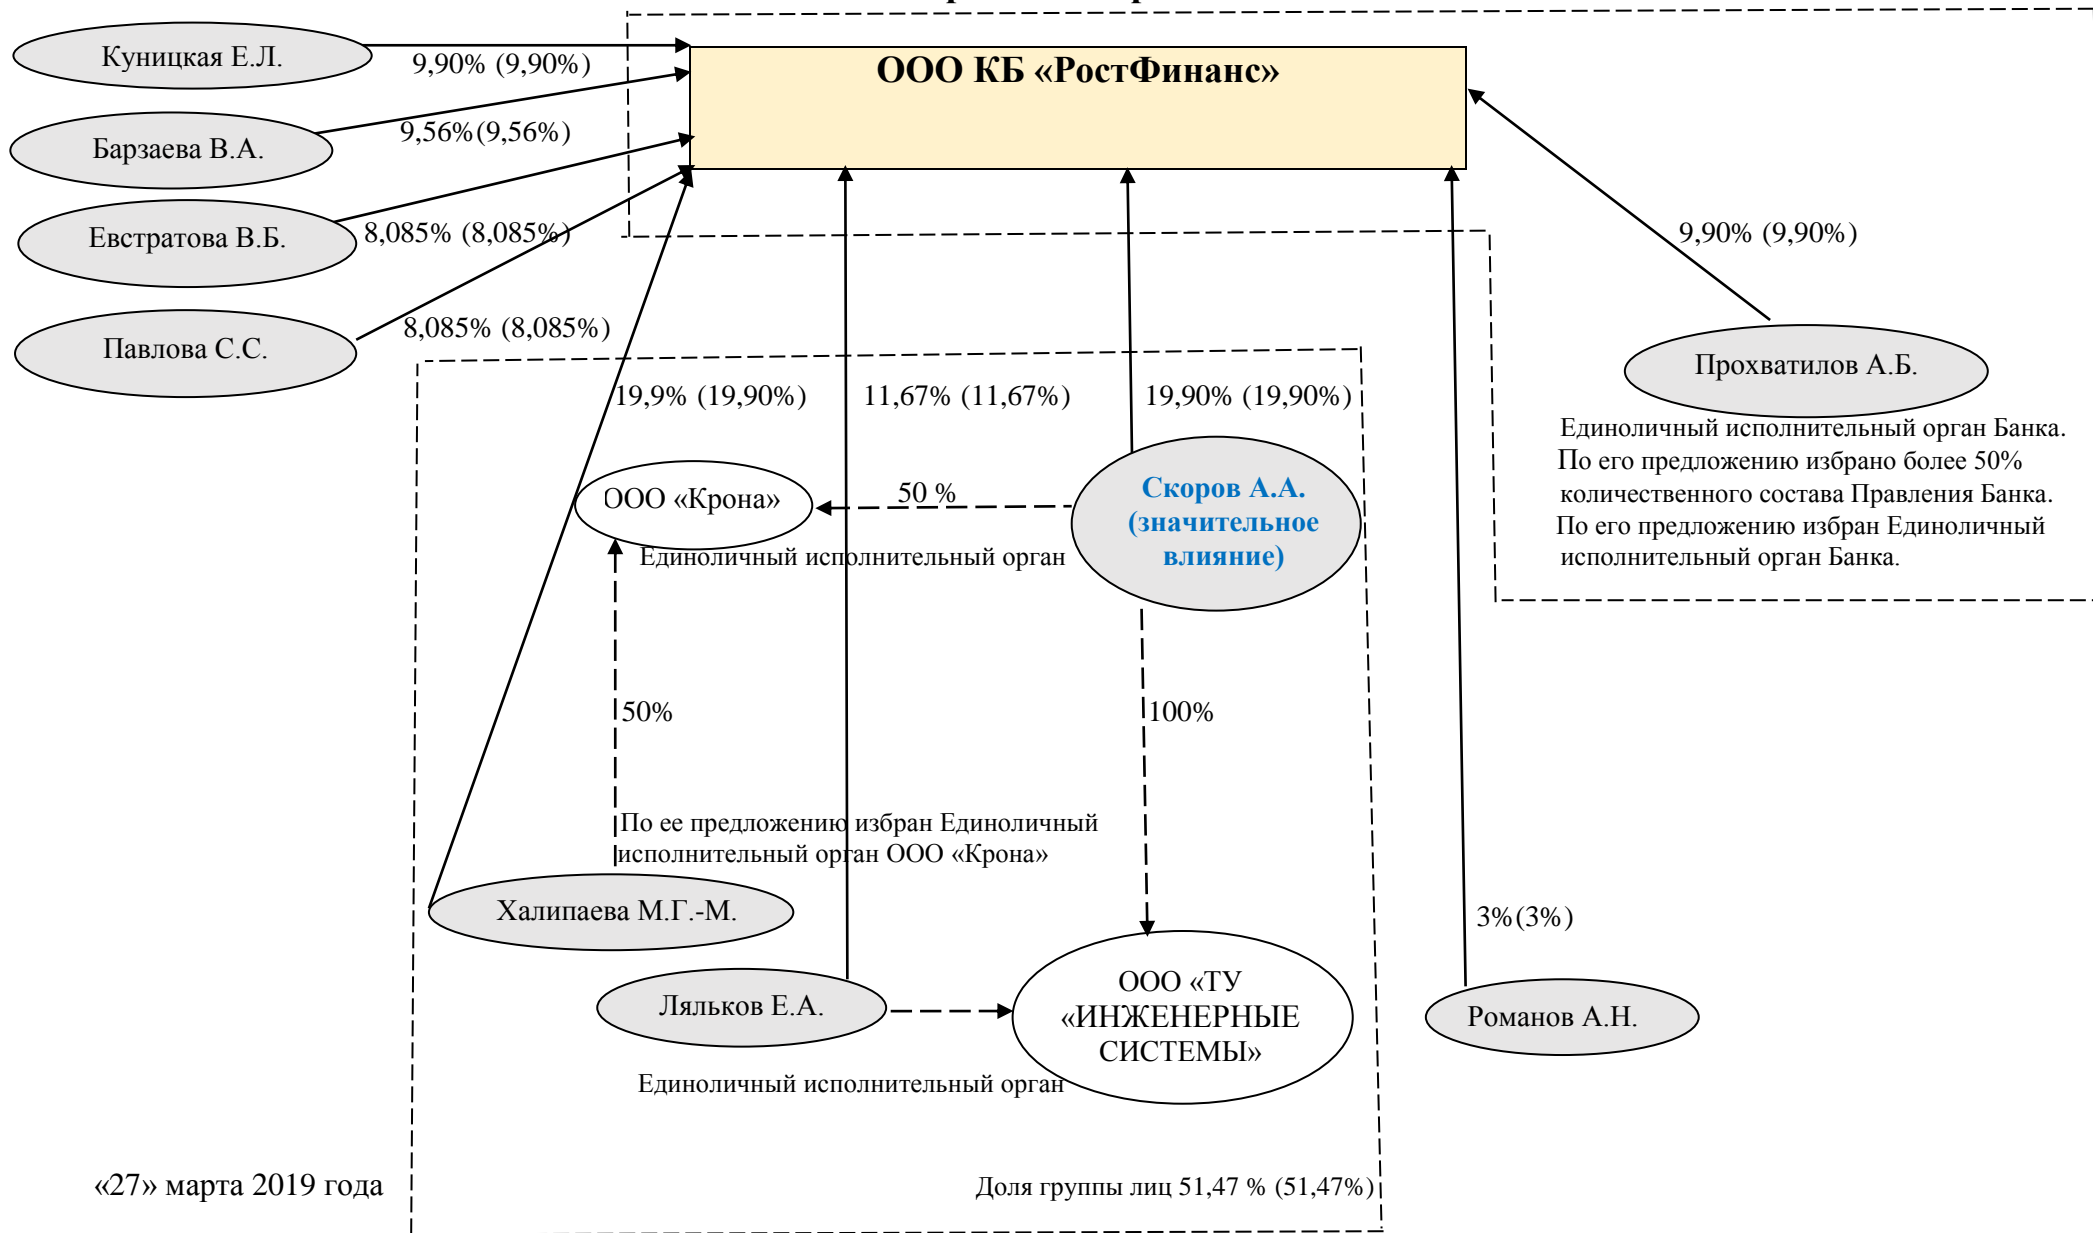 Куницкая Е.Л.
9,90% (9,90%)
ООО КБ «РостФинанс»
Барзаева В.А.
9,56%(9,56%)
Евстратова В.Б.
8,085% (8,085%)
9,90% (9,90%)
Павлова С.С.
8,085% (8,085%)
Прохватилов А.Б.
19,9% (19,90%)
11,67% (11,67%)
19,90% (19,90%)
Единоличный исполнительный орган Банка.
По его предложению избрано более 50%
количественного состава Правления Банка.
По его предложению избран Единоличный
исполнительный орган Банка.
ООО «Крона»
50 %
Скоров А.А.
(значительное
влияние)
Единоличный исполнительный орган
50%
100%
По ее предложению избран Единоличный
исполнительный орган ООО «Крона»
Халипаева М.Г.-М.
3%(3%)
Ляльков Е.А.
ООО «ТУ
«ИНЖЕНЕРНЫЕ
СИСТЕМЫ»
Романов А.Н.
Единоличный исполнительный орган
«27» марта 2019 года
Доля группы лиц 51,47 % (51,47%)